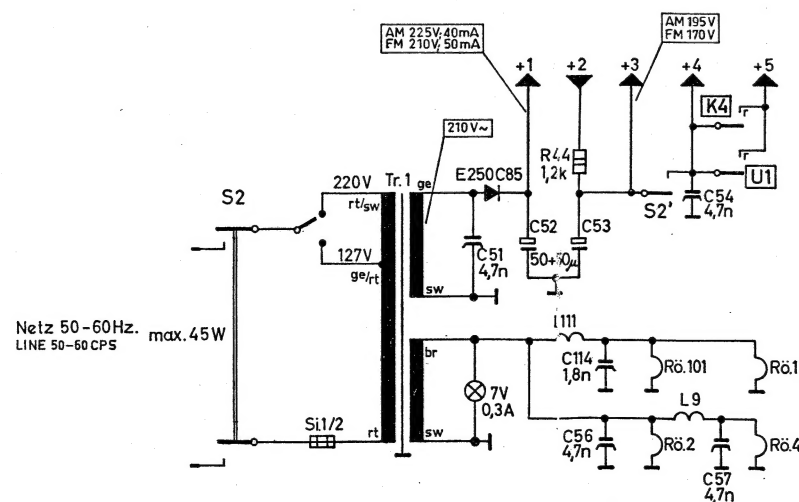 AM 225V; 40mA
FM 210V; 50mA
AM 195V
FM 170V
+1
+2
+3
+4
+5
K4
r
210V~
R44
1,2k
r
E250C85
Tr.1
ge
220V
rt/sw
S2
S2'
U1
C54
4,7n
C52
C53
50+50µ
C51
4,7n
127V
ge/rt
sw
Netz 50-60Hz.
LINE 50-60 CPS
max. 45W
br
7V
0,3A
sw
111
C114
1,8n
Rö.101
Rö.1
L9
Si.1/2
rt
C56
4,7n
Rö.2
C57
4,7n
Rö.4